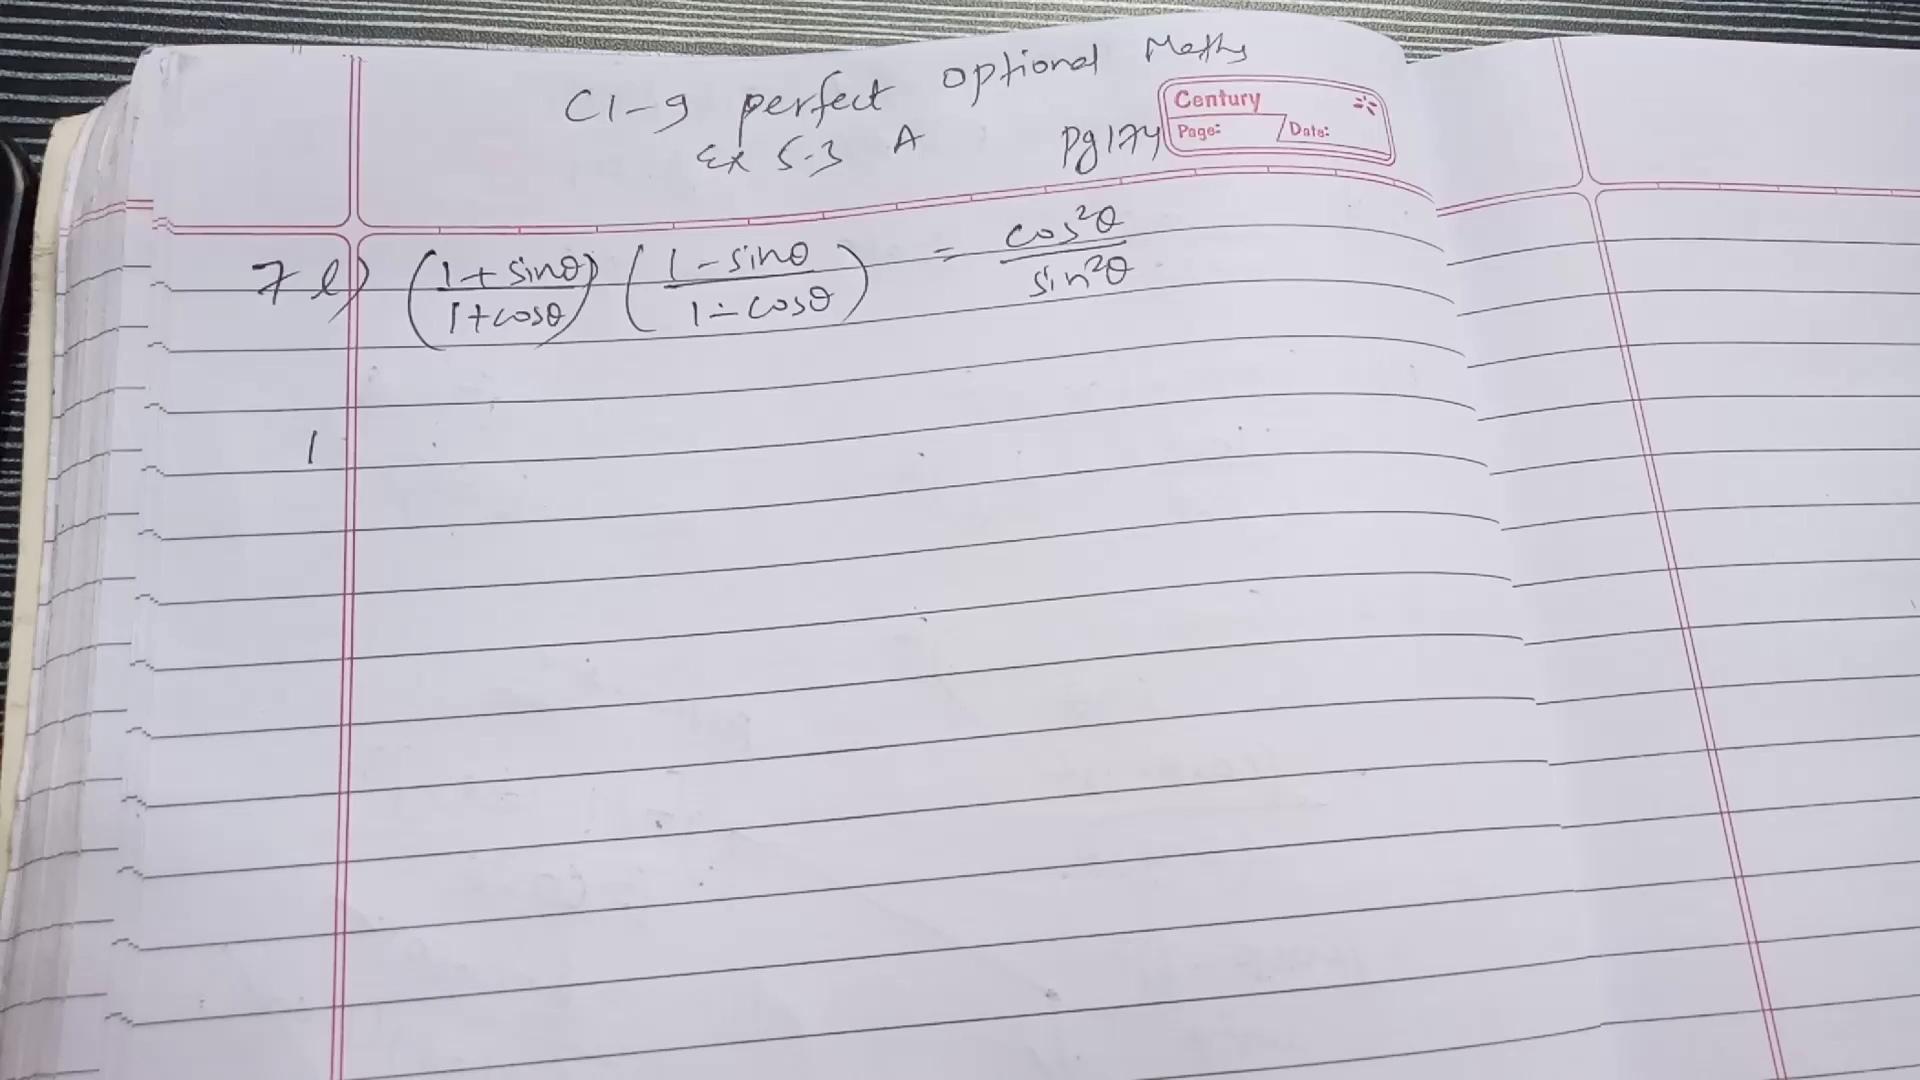 Cl-9 perfect optional Maths
Ex 5.3 A Pg 174
Century
Page: Date:
7 l) (1+sinθ/1+cosθ) (1-sinθ/1-cosθ) = cos²θ/sin²θ
1